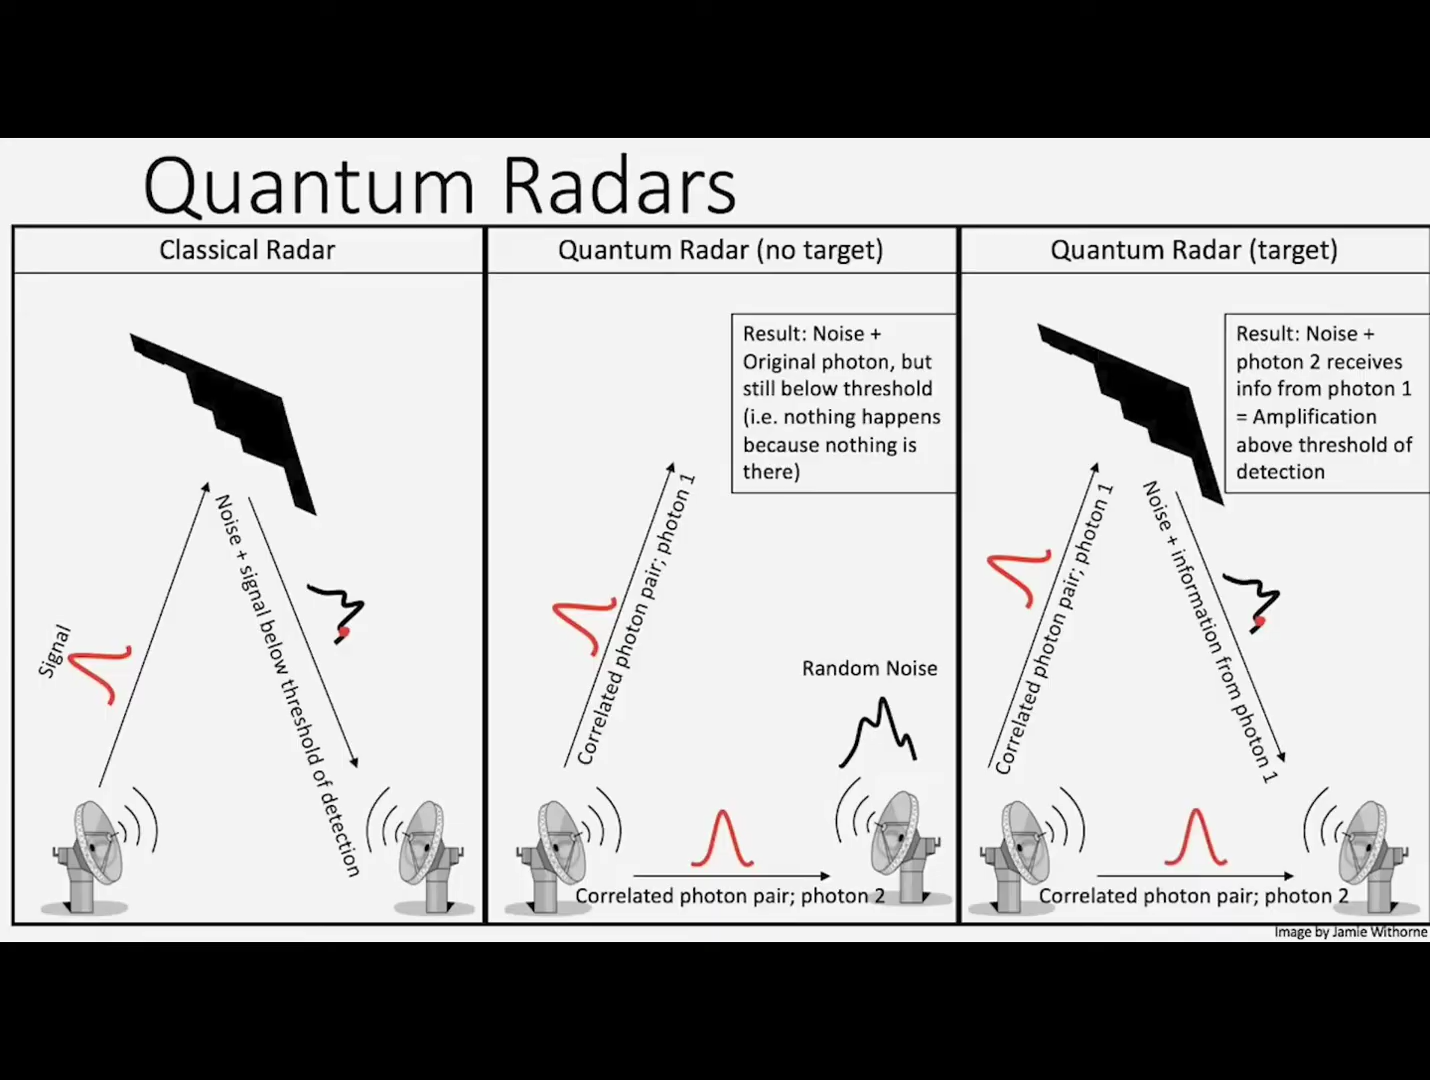 Quantum Radars
Classical Radar
Signal
Noise + signal below threshold of detection
Quantum Radar (no target)
Result: Noise +
Original photon, but
still below threshold
(i.e. nothing happens
because nothing is
there)
Correlated photon pair; photon 1
Random Noise
Correlated photon pair; photon 2
Quantum Radar (target)
Result: Noise +
photon 2 receives
info from photon 1
= Amplification
above threshold of
detection
Correlated photon pair; photon 1
Noise + information from photon 1
Correlated photon pair; photon 2
Image by Jamie Withorne